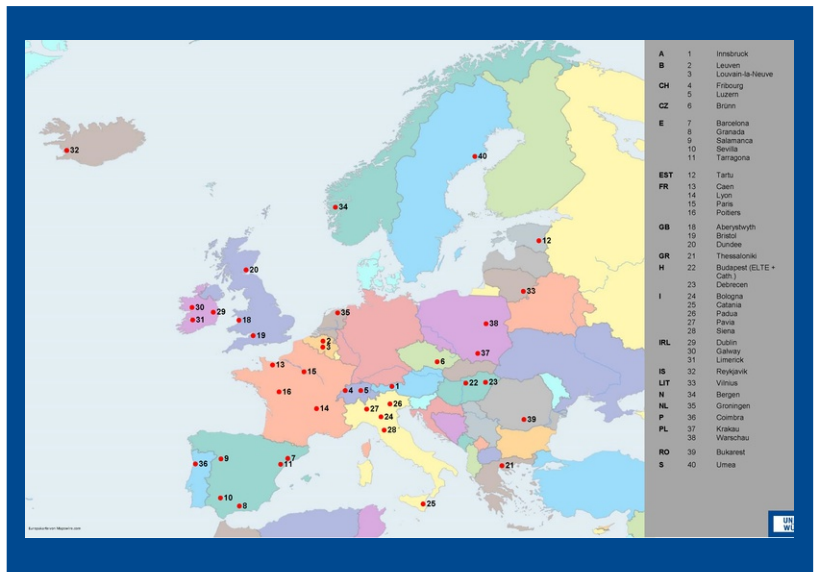 A 1 Innsbruck
B 2 Leuven
3 Louvain-la-Neuve
CH 4 Fribourg
5 Luzern
CZ 6 Brünn
E 7 Barcelona
8 Granada
9 Salamanca
10 Sevilla
11 Tarragona
EST 12 Tartu
FR 13 Caen
14 Lyon
15 Paris
16 Poitiers
GB 18 Aberystwyth
19 Bristol
20 Dundee
GR 21 Thessaloniki
H 22 Budapest (ELTE +
Cath.)
23 Debrecen
I 24 Bologna
25 Catania
26 Padua
27 Pavia
28 Siena
IRL 29 Dublin
30 Galway
31 Limerick
IS 32 Reykjavik
LIT 33 Vilnius
N 34 Bergen
NL 35 Groningen
P 36 Coimbra
PL 37 Krakau
38 Warschau
RO 39 Bukarest
S 40 Umea
32
40
34
12
20
33
30
29
35
31
18
38
19
2
3
37
13
6
15
1
4
5
22
23
16
26
27
14
24
39
28
9
7
36
11
21
10
25
8
UN
WÜ